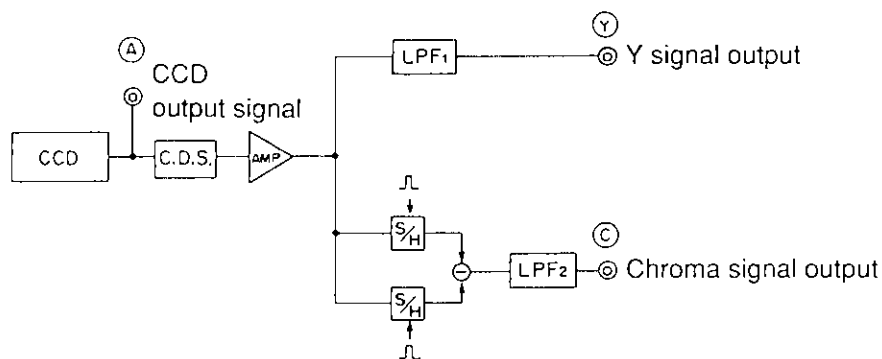 Ⓐ
CCD
output signal
CCD
C.D.S.
AMP
LPF₁
Ⓨ
Y signal output
S/H
S/H
−
LPF₂
Ⓒ
Chroma signal output